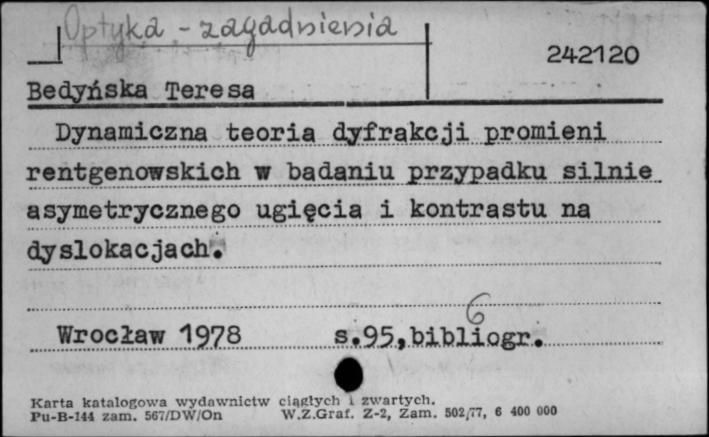 Optyka - zagadnienia
242120
Bedyńska Teresa
Dynamiczna teoria dyfrakcji promieni
rentgenowskich w badaniu przypadku silnie
asymetrycznego ugięcia i kontrastu na
dyslokacjach.
6
Wrocław 1978 s.95,bibliogr.
Karta katalogowa wydawnictw ciągłych i zwartych.
Pu-B-144 zam. 567/DW/On W.Z.Graf. Z-2, Zam. 502/77, 6 400 000